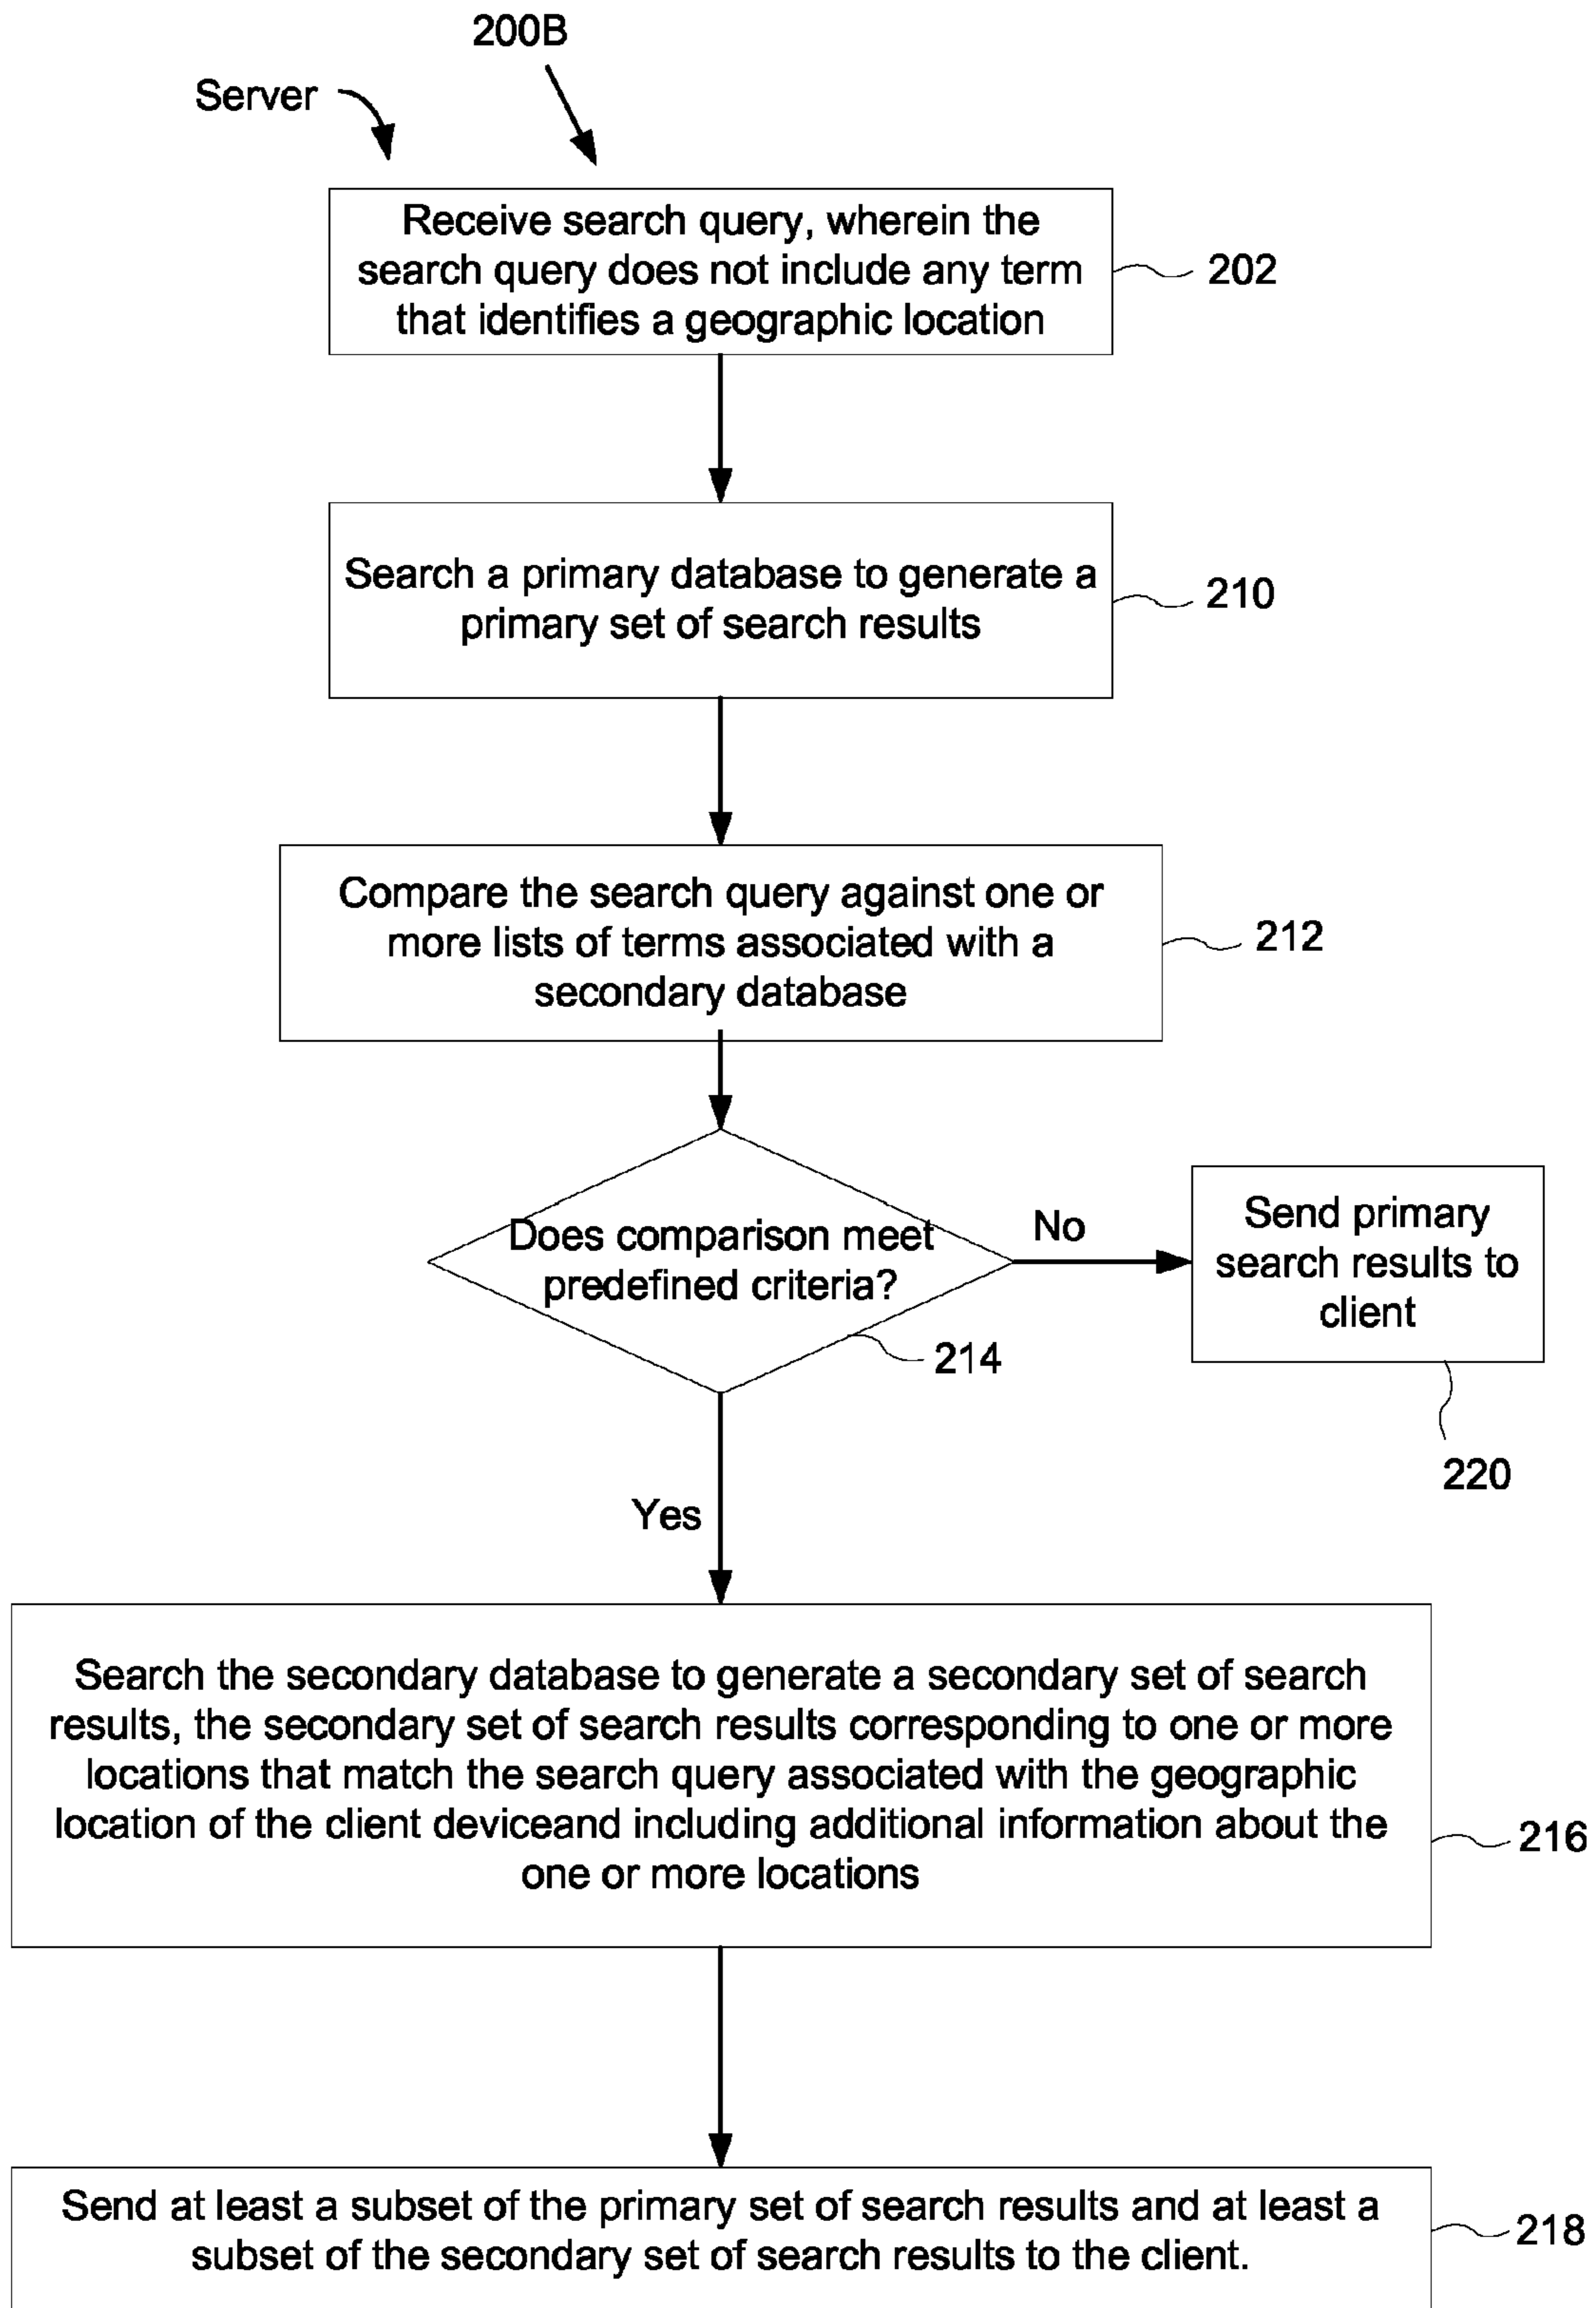 200B
Server
Receive search query, wherein the
search query does not include any term
that identifies a geographic location
202
Search a primary database to generate a
primary set of search results
210
Compare the search query against one or
more lists of terms associated with a
secondary database
212
Does comparison meet
predefined criteria?
214
No
Send primary
search results to
client
220
Yes
Search the secondary database to generate a secondary set of search
results, the secondary set of search results corresponding to one or more
locations that match the search query associated with the geographic
location of the client deviceand including additional information about the
one or more locations
216
Send at least a subset of the primary set of search results and at least a
subset of the secondary set of search results to the client.
218